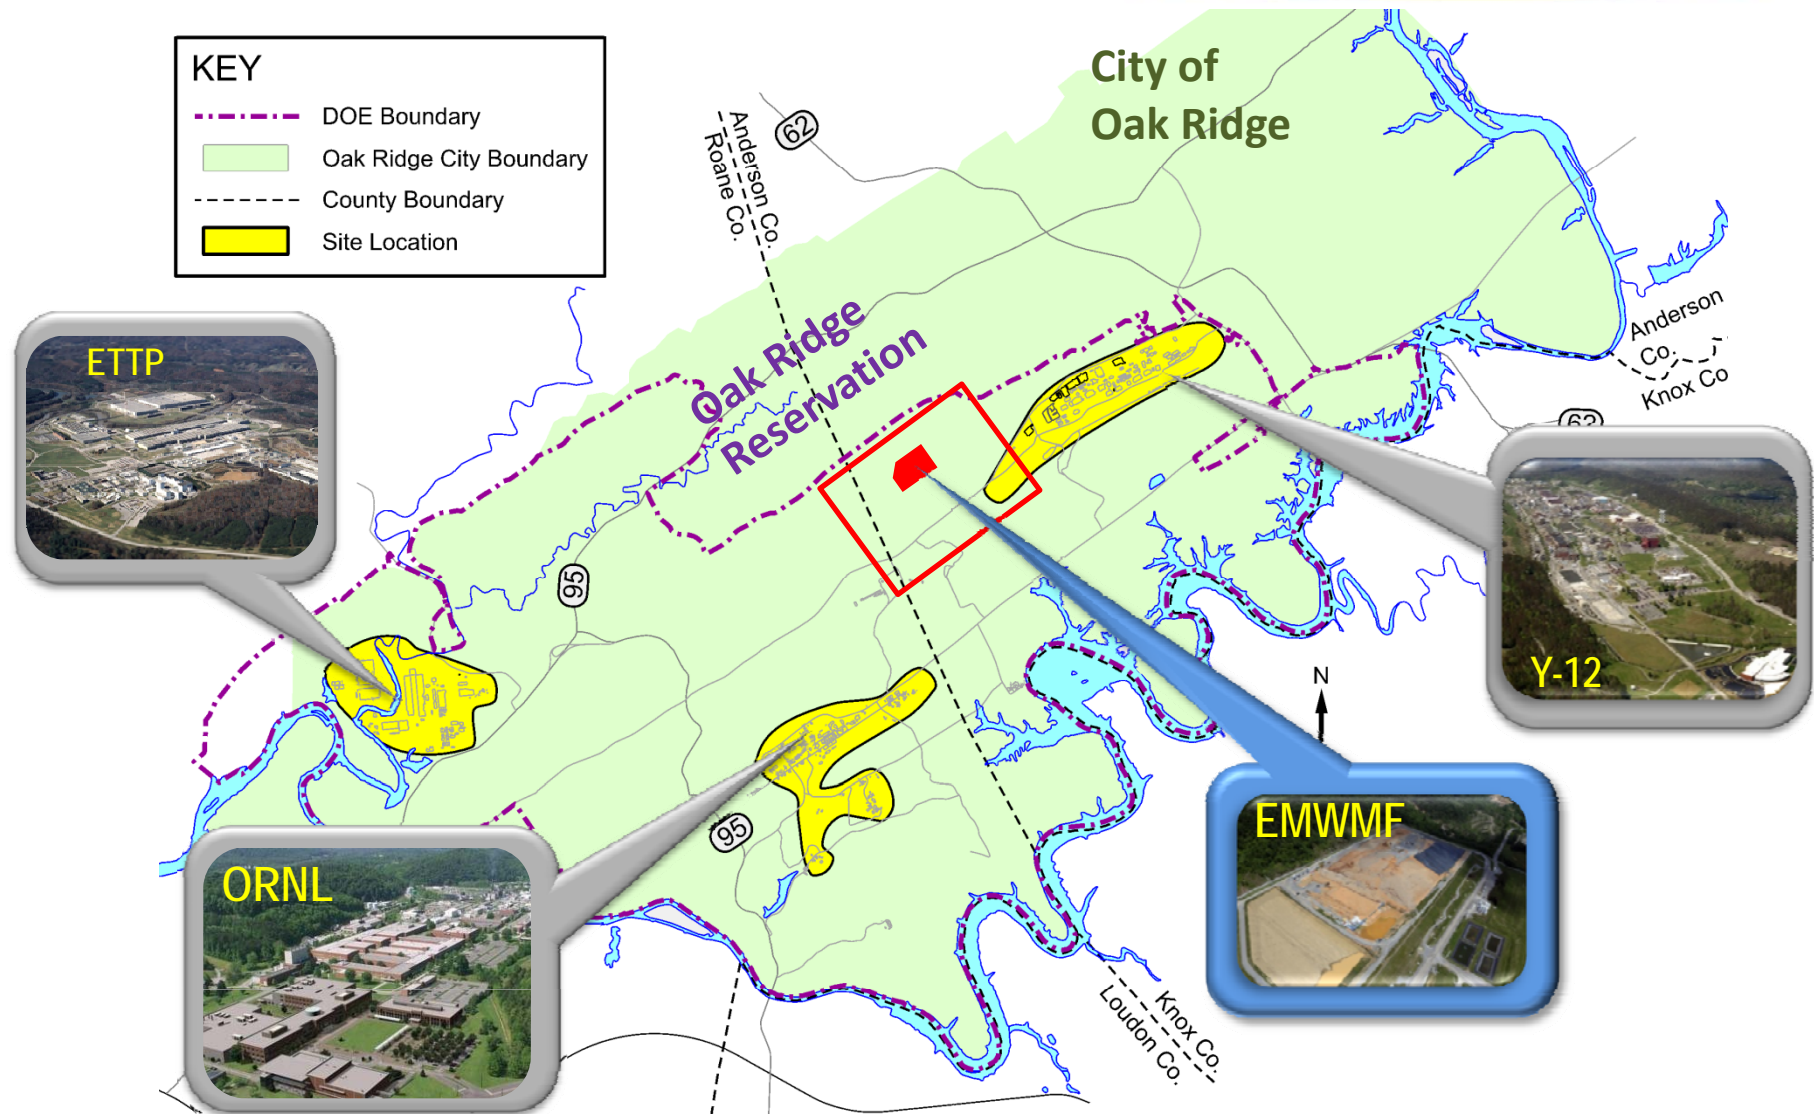 KEY
DOE Boundary
Oak Ridge City Boundary
County Boundary
Site Location
City of
Oak Ridge
62
Anderson Co.
Roane Co.
Oak Ridge
Reservation
Anderson
Co.
Knox Co
62
ETTP
95
Y-12
N
95
EMWMF
ORNL
Knox Co.
Loudon Co.